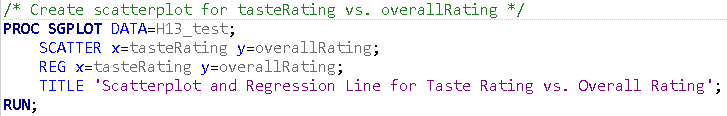 /* Create scatterplot for tasteRating vs. overallRating */
PROC SGPLOT DATA=H13_test;
    SCATTER x=tasteRating y=overallRating;
    REG x=tasteRating y=overallRating;
    TITLE 'Scatterplot and Regression Line for Taste Rating vs. Overall Rating';
RUN;